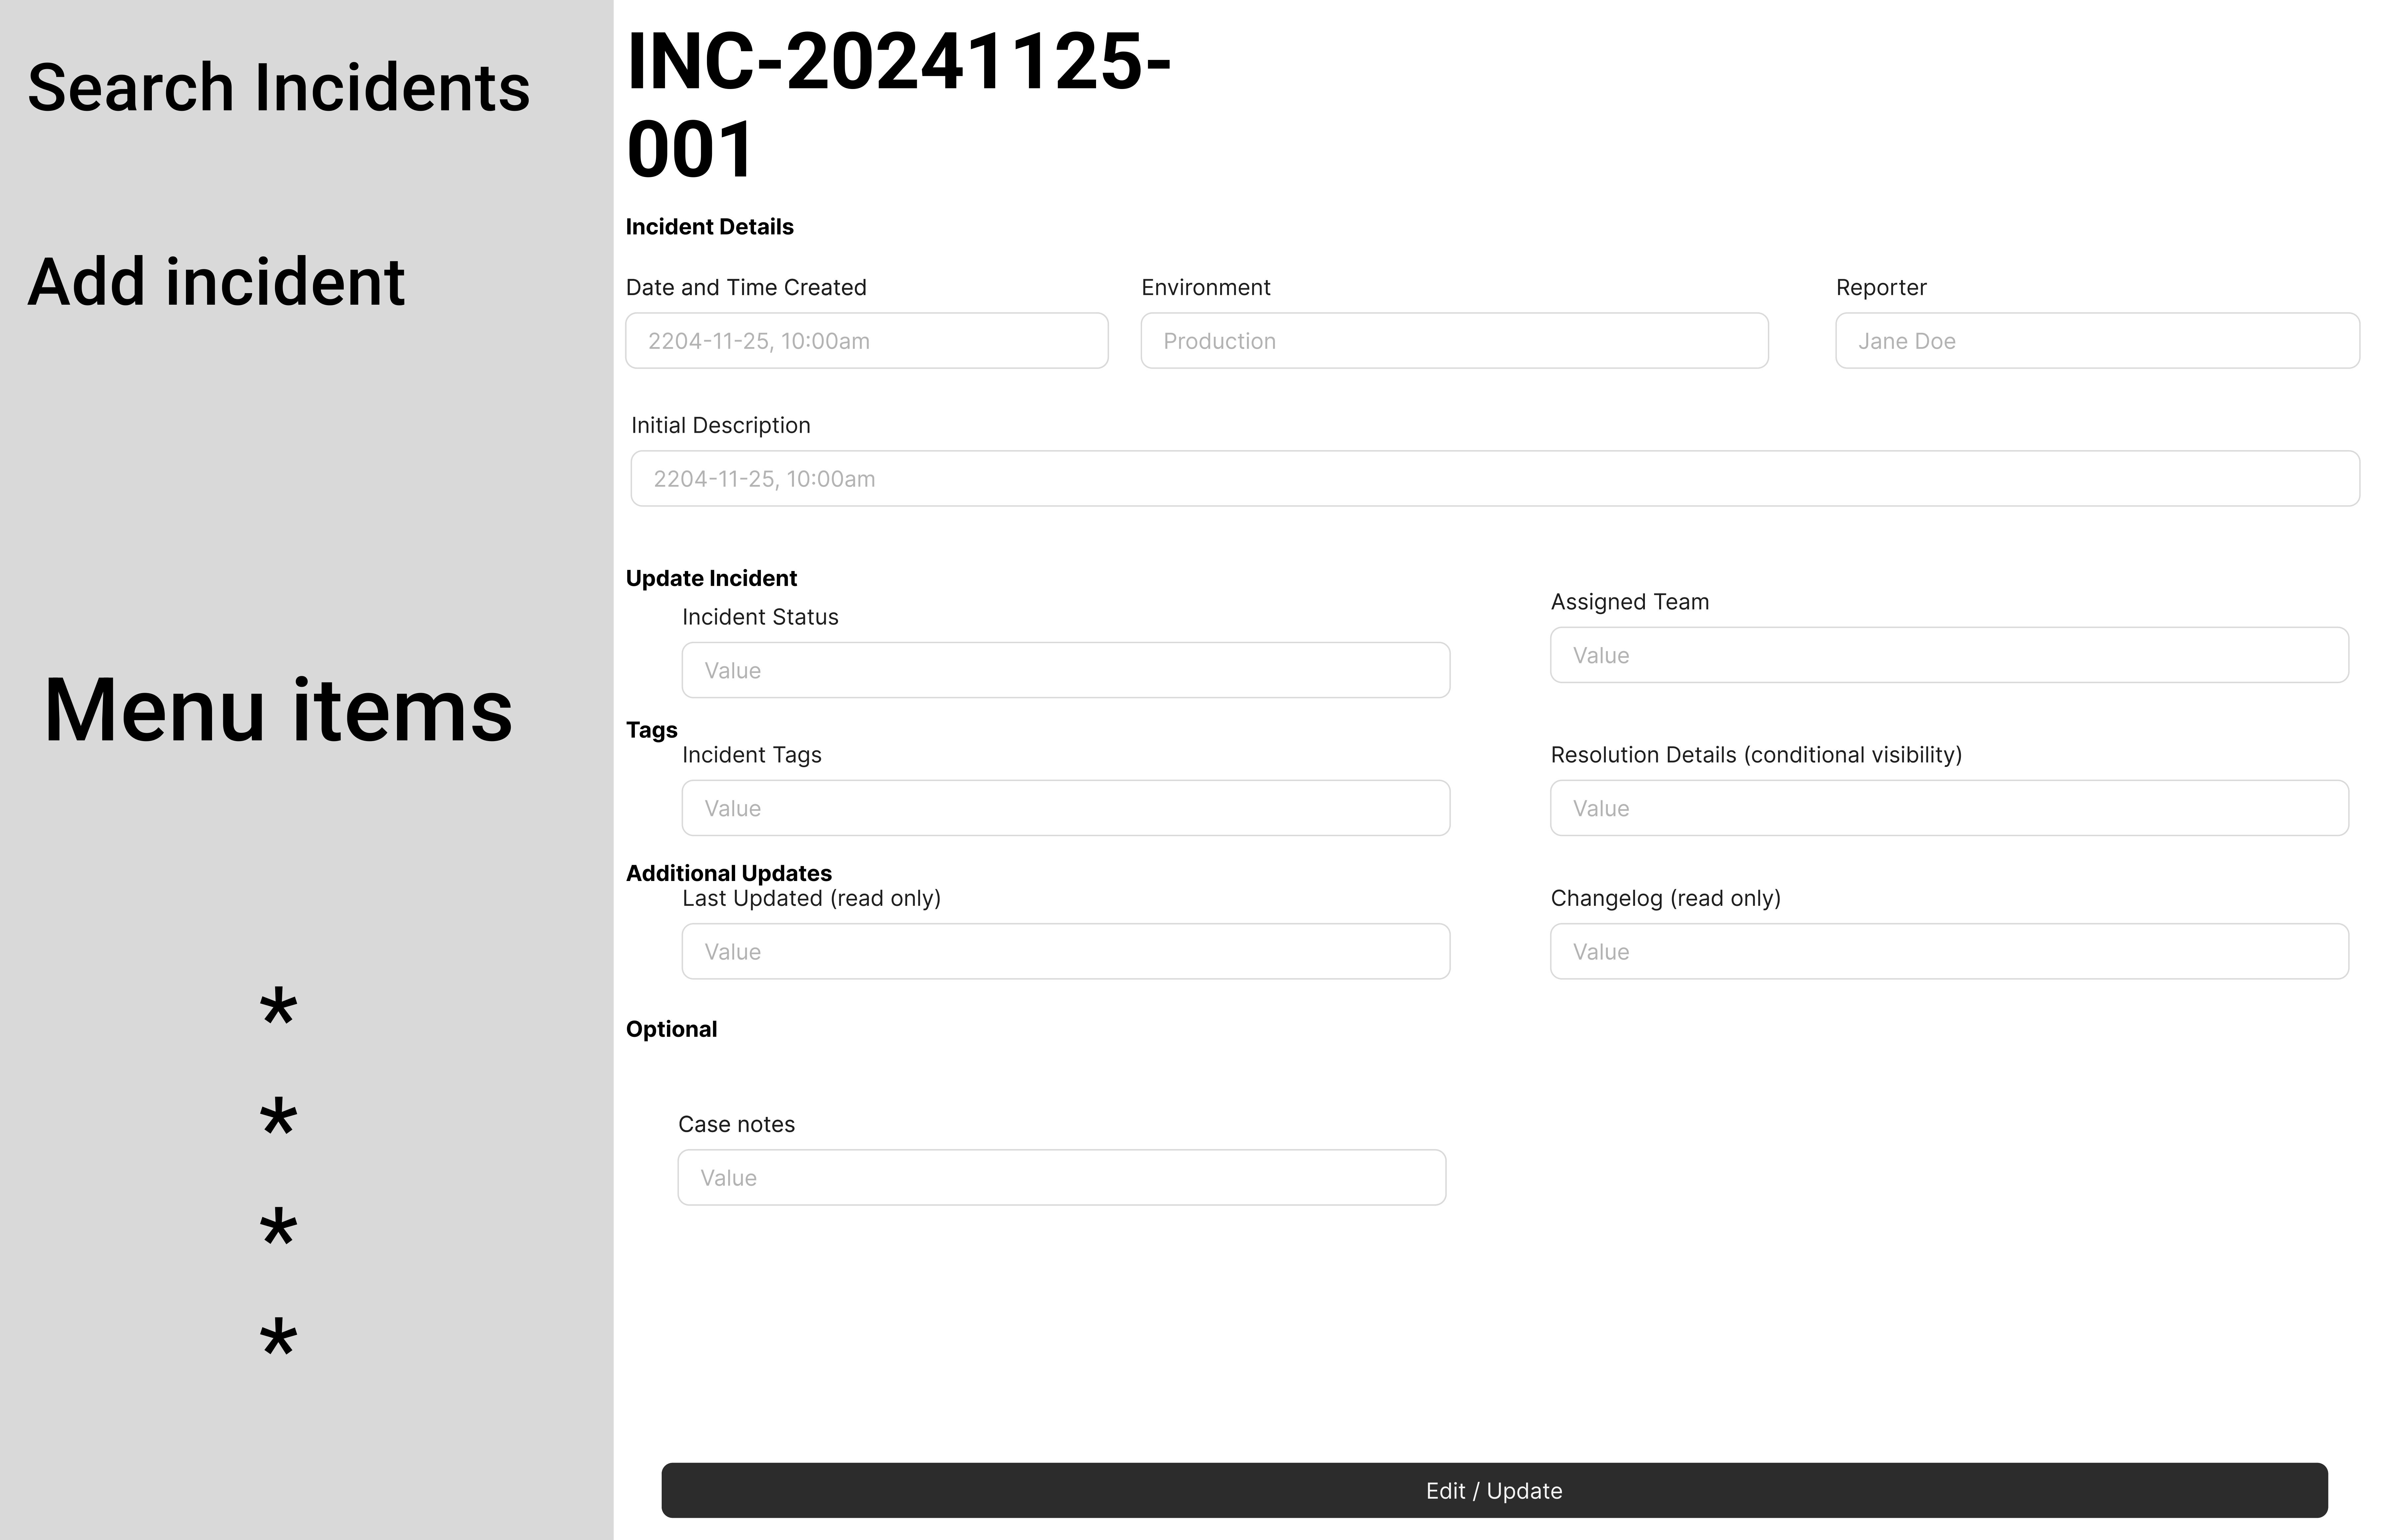 Search Incidents
Add incident
Menu items
*
*
*
*
INC-20241125-
001
Incident Details
Date and Time Created
2204-11-25, 10:00am
Environment
Production
Reporter
Jane Doe
Initial Description
2204-11-25, 10:00am
Update Incident
Incident Status
Value
Assigned Team
Value
Tags
Incident Tags
Value
Resolution Details (conditional visibility)
Value
Additional Updates
Last Updated (read only)
Value
Changelog (read only)
Value
Optional
Case notes
Value
Edit / Update